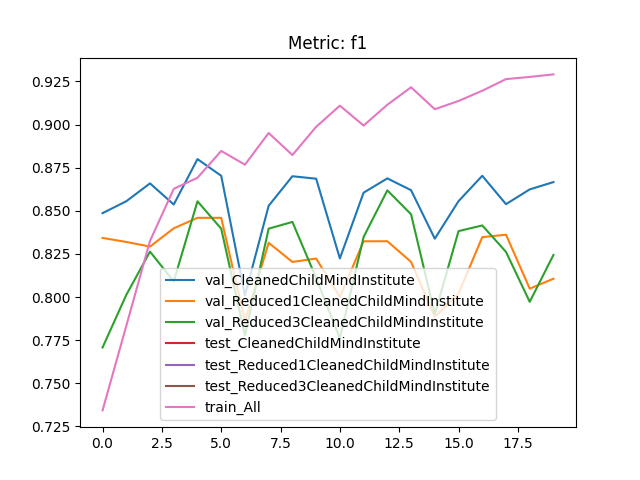 Metric: f1
0.925
0.900
0.875
0.850
0.825
0.800
0.775
0.750
0.725
val_CleanedChildMindInstitute
val_Reduced1CleanedChildMindInstitute
val_Reduced3CleanedChildMindInstitute
test_CleanedChildMindInstitute
test_Reduced1CleanedChildMindInstitute
test_Reduced3CleanedChildMindInstitute
train_All
0.0 2.5 5.0 7.5 10.0 12.5 15.0 17.5